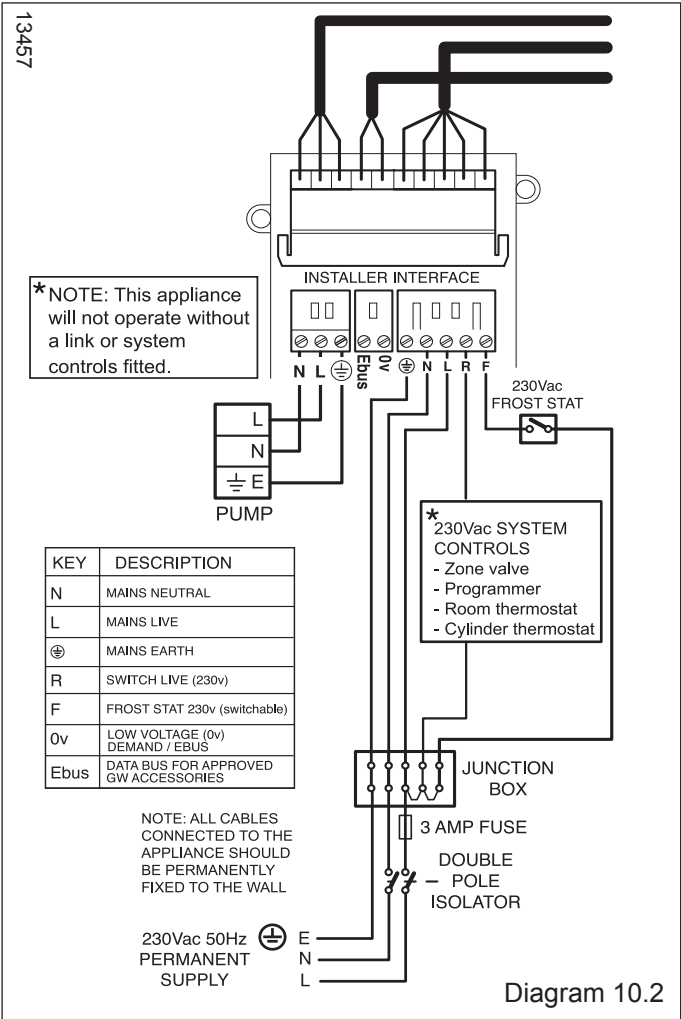 13457
INSTALLER INTERFACE
* NOTE: This appliance
will not operate without
a link or system
controls fitted.
N L
Ebus
0v
N L R F
230Vac
FROST STAT
L
N
E
PUMP
*
230Vac SYSTEM
CONTROLS
- Zone valve
- Programmer
- Room thermostat
- Cylinder thermostat
KEY DESCRIPTION
N MAINS NEUTRAL
L MAINS LIVE
MAINS EARTH
R SWITCH LIVE (230v)
F FROST STAT 230v (switchable)
0v LOW VOLTAGE (0v)
DEMAND / EBUS
Ebus DATA BUS FOR APPROVED
GW ACCESSORIES
JUNCTION
BOX
NOTE: ALL CABLES
CONNECTED TO THE
APPLIANCE SHOULD
BE PERMANENTLY
FIXED TO THE WALL
3 AMP FUSE
DOUBLE
POLE
ISOLATOR
230Vac 50Hz
PERMANENT
SUPPLY
E
N
L
Diagram 10.2